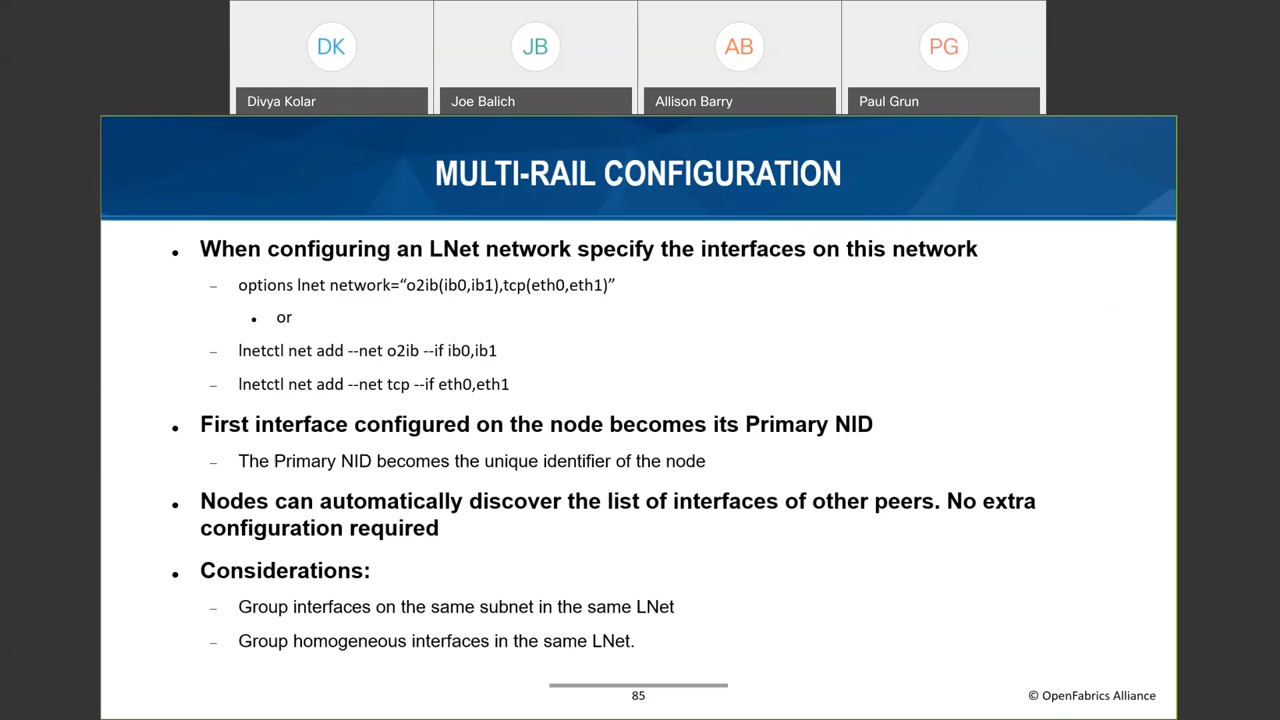 DK
JB
AB
PG
Divya Kolar
Joe Balich
Allison Barry
Paul Grun
MULTI-RAIL CONFIGURATION
• When configuring an LNet network specify the interfaces on this network
– options lnet network=“o2ib(ib0,ib1),tcp(eth0,eth1)”
• or
– lnetctl net add --net o2ib --if ib0,ib1
– lnetctl net add --net tcp --if eth0,eth1
• First interface configured on the node becomes its Primary NID
– The Primary NID becomes the unique identifier of the node
• Nodes can automatically discover the list of interfaces of other peers. No extra
configuration required
• Considerations:
– Group interfaces on the same subnet in the same LNet
– Group homogeneous interfaces in the same LNet.
85
© OpenFabrics Alliance